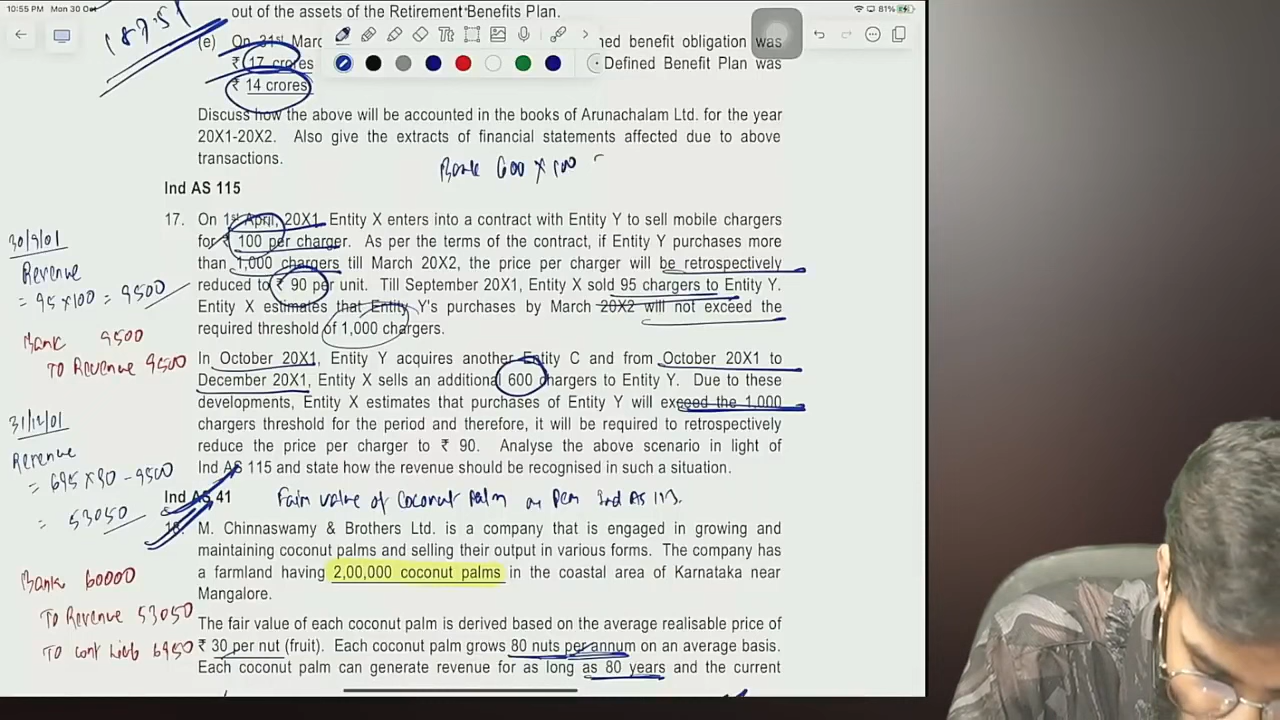 10:55 PM Mon 30 Oct
81%
out of the assets of the Retirement Benefits Plan.
(e) On 31st Marc
ned benefit obligation was
₹ 17 crores
Defined Benefit Plan was
₹ 14 crores
Tt
Discuss how the above will be accounted in the books of Arunachalam Ltd. for the year
20X1-20X2. Also give the extracts of financial statements affected due to above
transactions.
Bank 600 X 100
Ind AS 115
17. On 1st April, 20X1, Entity X enters into a contract with Entity Y to sell mobile chargers
for ₹ 100 per charger. As per the terms of the contract, if Entity Y purchases more
than 1,000 chargers till March 20X2, the price per charger will be retrospectively
reduced to ₹ 90 per unit. Till September 20X1, Entity X sold 95 chargers to Entity Y.
Entity X estimates that Entity Y's purchases by March 20X2 will not exceed the
required threshold of 1,000 chargers.
In October 20X1, Entity Y acquires another Entity C and from October 20X1 to
December 20X1, Entity X sells an additional 600 chargers to Entity Y. Due to these
developments, Entity X estimates that purchases of Entity Y will exceed the 1,000
chargers threshold for the period and therefore, it will be required to retrospectively
reduce the price per charger to ₹ 90. Analyse the above scenario in light of
Ind AS 115 and state how the revenue should be recognised in such a situation.
30/9/01
Revenue
= 95 X 100 = 9500
Bank 9500
TO Revenue 9500
31/12/01
Revenue
= 695 X 90 - 9500
= 53050
Bank 60000
To Revenue 53050
To cont Liab 6950
Ind AS 41
Fair value of Coconut Palm as Per Ind AS 113.
18. M. Chinnaswamy & Brothers Ltd. is a company that is engaged in growing and
maintaining coconut palms and selling their output in various forms. The company has
a farmland having 2,00,000 coconut palms in the coastal area of Karnataka near
Mangalore.
The fair value of each coconut palm is derived based on the average realisable price of
₹ 30 per nut (fruit). Each coconut palm grows 80 nuts per annum on an average basis.
Each coconut palm can generate revenue for as long as 80 years and the current